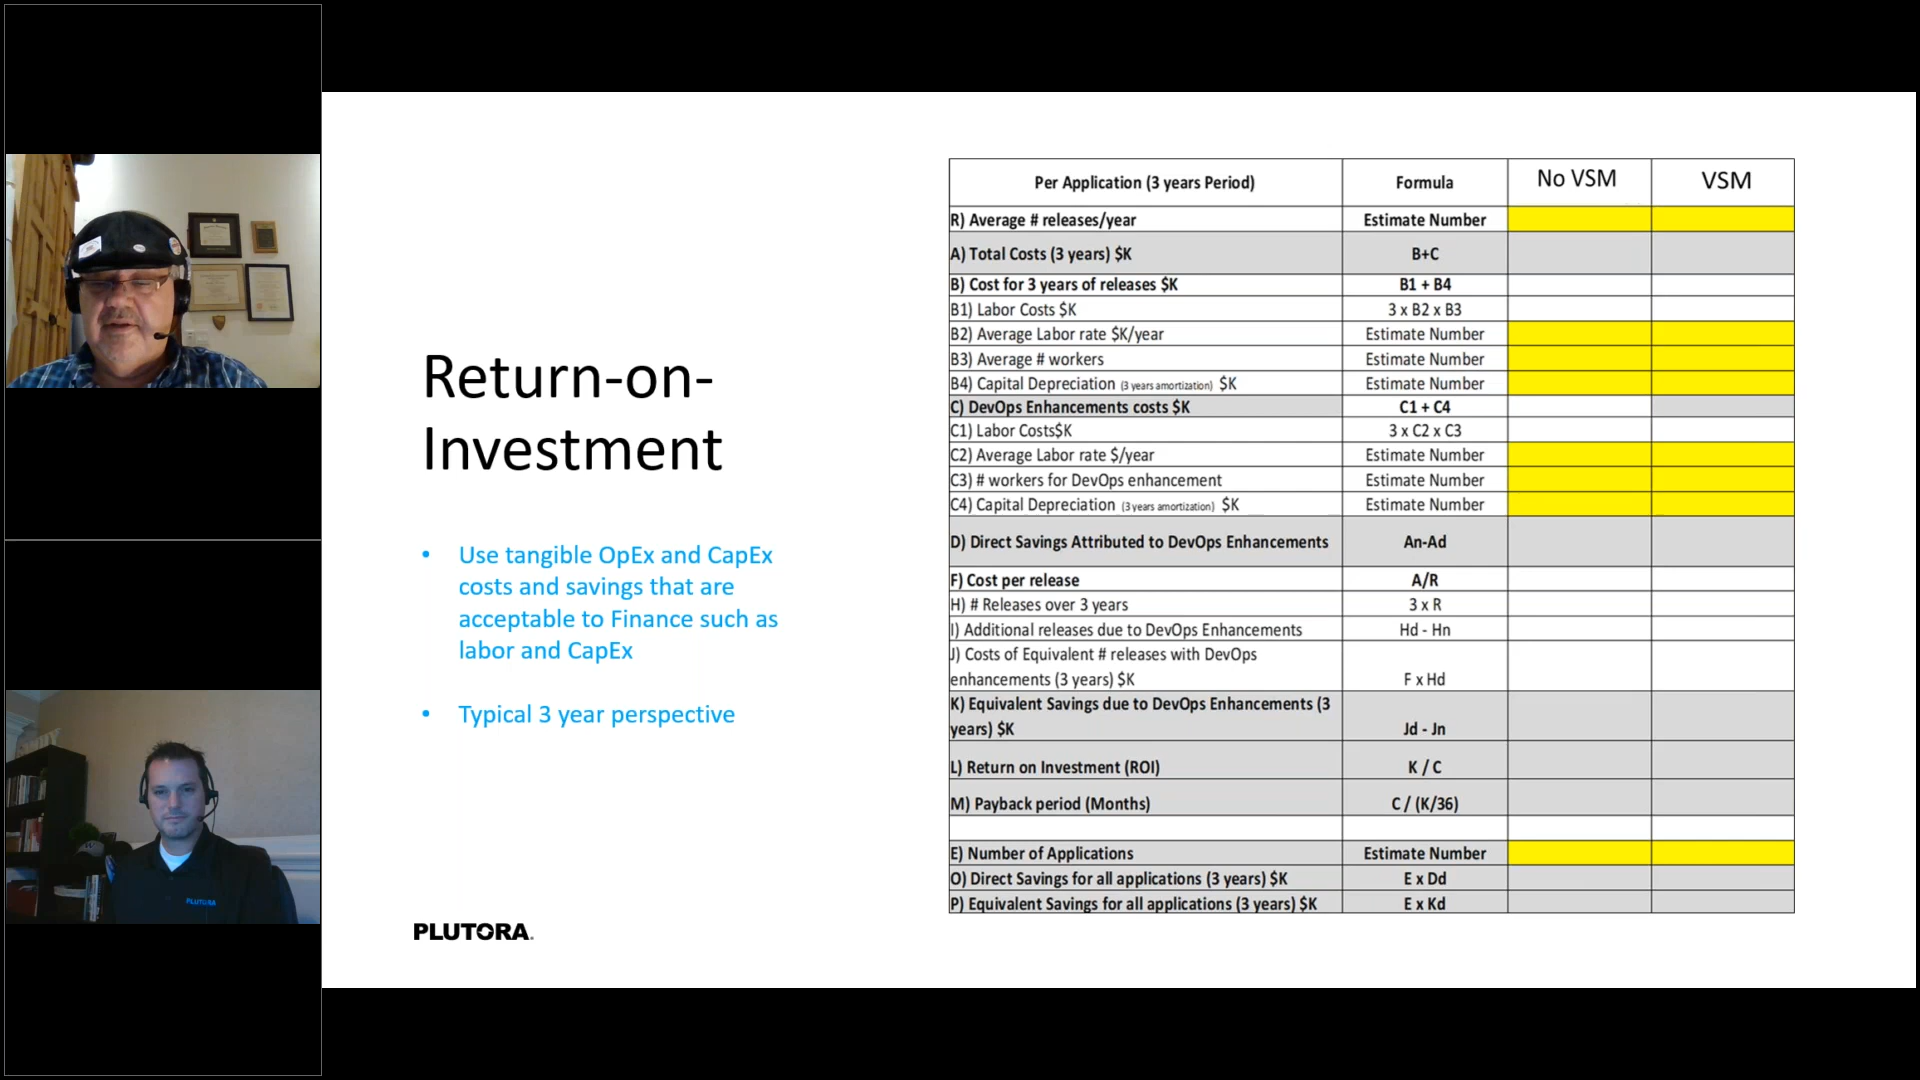 Return-on-
Investment
• Use tangible OpEx and CapEx
costs and savings that are
acceptable to Finance such as
labor and CapEx
• Typical 3 year perspective
PLUTORA
Per Application (3 years Period) Formula No VSM VSM
R) Average # releases/year Estimate Number
A) Total Costs (3 years) $K B+C
B) Cost for 3 years of releases $K B1 + B4
B1) Labor Costs $K 3 x B2 x B3
B2) Average Labor rate $K/year Estimate Number
B3) Average # workers Estimate Number
B4) Capital Depreciation (3 years amortization) $K Estimate Number
C) DevOps Enhancements costs $K C1 + C4
C1) Labor Costs$K 3 x C2 x C3
C2) Average Labor rate $/year Estimate Number
C3) # workers for DevOps enhancement Estimate Number
C4) Capital Depreciation (3 years amortization) $K Estimate Number
D) Direct Savings Attributed to DevOps Enhancements An-Ad
F) Cost per release A/R
H) # Releases over 3 years 3 x R
I) Additional releases due to DevOps Enhancements Hd - Hn
J) Costs of Equivalent # releases with DevOps
enhancements (3 years) $K F x Hd
K) Equivalent Savings due to DevOps Enhancements (3
years) $K Jd - Jn
L) Return on Investment (ROI) K / C
M) Payback period (Months) C / (K/36)
E) Number of Applications Estimate Number
O) Direct Savings for all applications (3 years) $K E x Dd
P) Equivalent Savings for all applications (3 years) $K E x Kd
PLUTORA